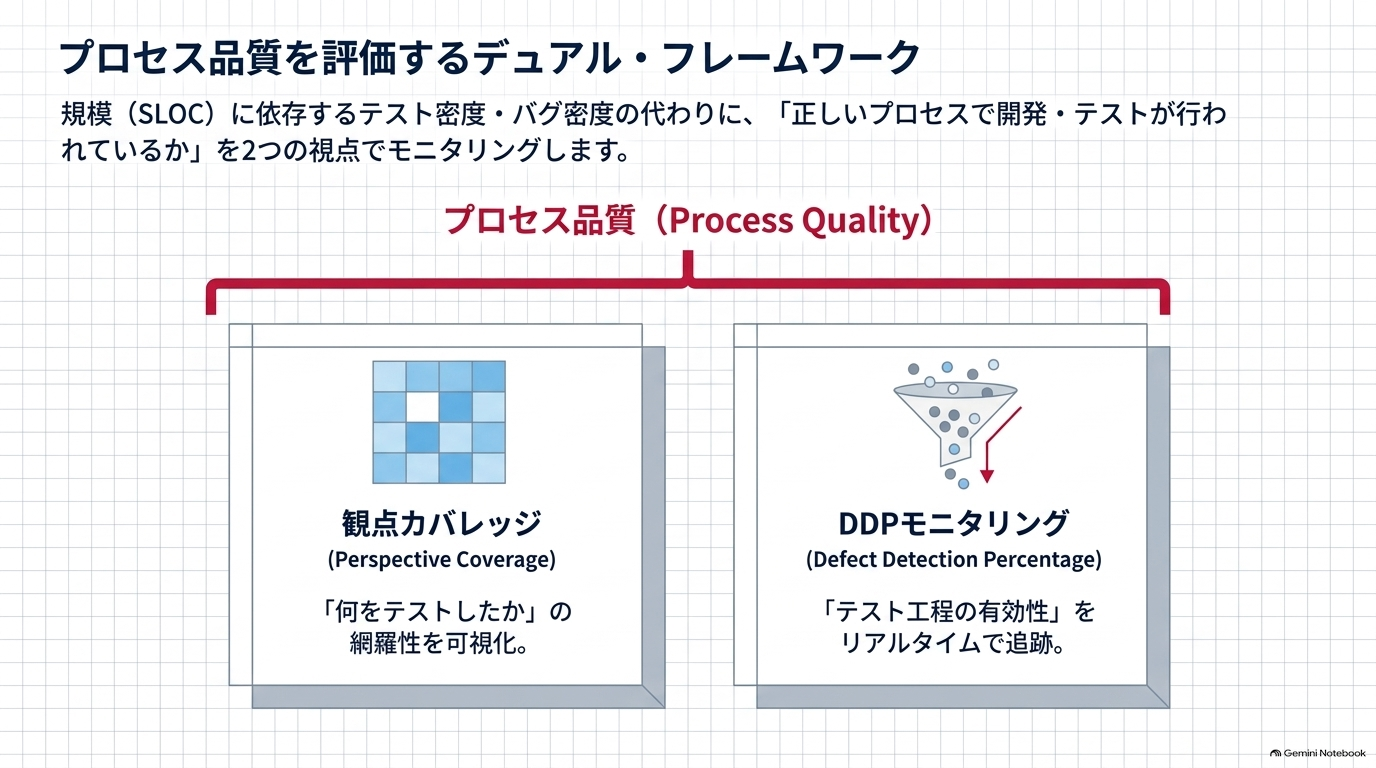 プロセス品質を評価するデュアル・フレームワーク
規模（SLOC）に依存するテスト密度・バグ密度の代わりに、「正しいプロセスで開発・テストが行わ
れているか」を2つの視点でモニタリングします。
プロセス品質（Process Quality）
観点カバレッジ
(Perspective Coverage)
「何をテストしたか」の
網羅性を可視化。
DDPモニタリング
(Defect Detection Percentage)
「テスト工程の有効性」を
リアルタイムで追跡。
Gemini Notebook